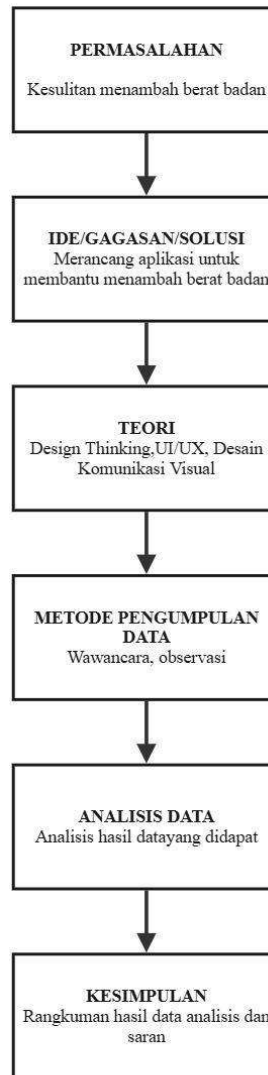 PERMASALAHAN
Kesulitan menambah berat badan
IDE/GAGASAN/SOLUSI
Merancang aplikasi untuk
membantu menambah berat badan
TEORI
Design Thinking,UI/UX, Desain
Komunikasi Visual
METODE PENGUMPULAN
DATA
Wawancara, observasi
ANALISIS DATA
Analisis hasil datayang didapat
KESIMPULAN
Rangkuman hasil data analisis dan
saran